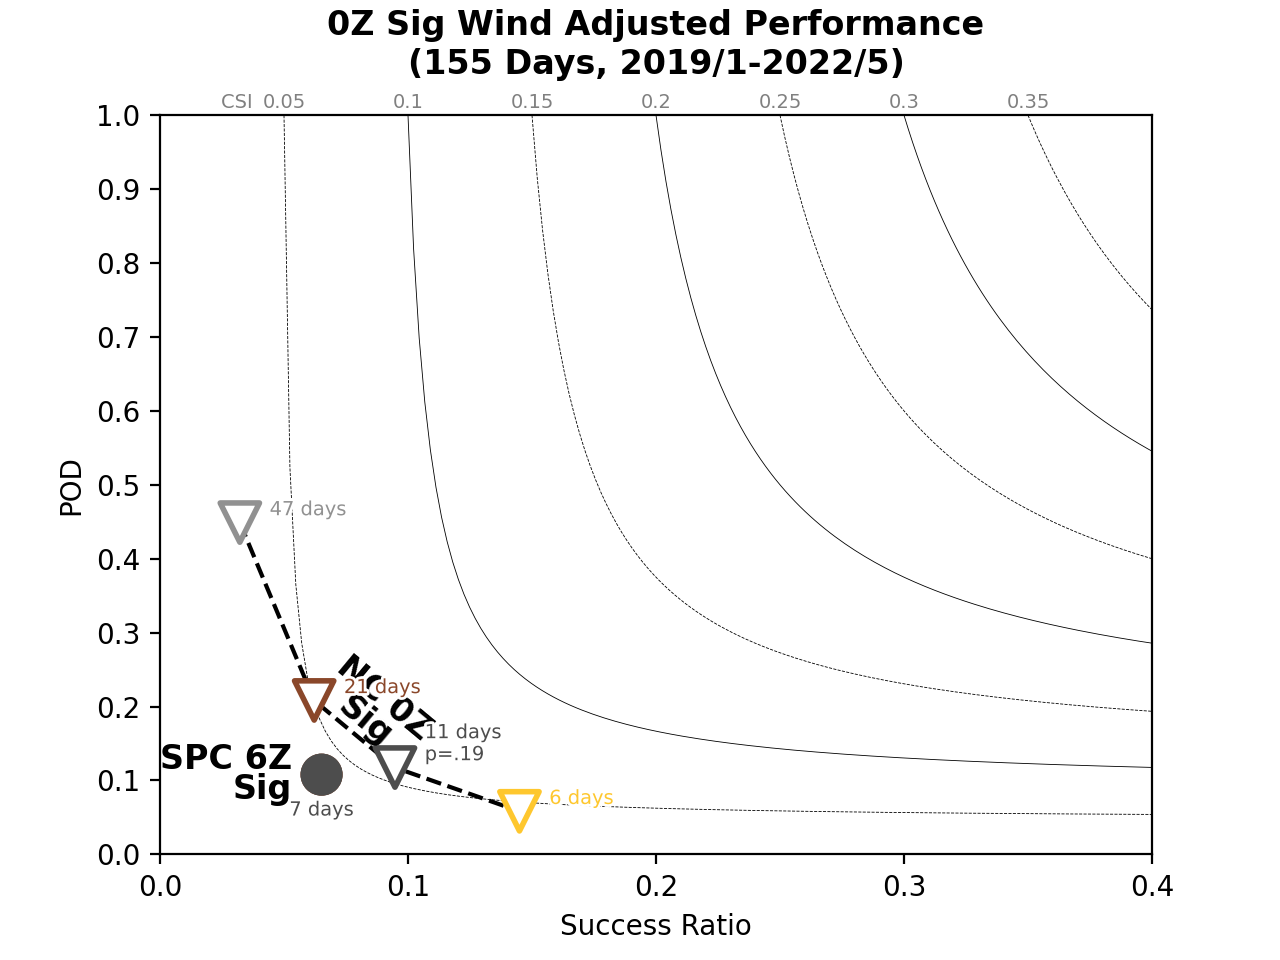 0Z Sig Wind Adjusted Performance
(155 Days, 2019/1-2022/5)
CSI 0.05 0.1 0.15 0.2 0.25 0.3 0.35
1.0
0.9
0.8
0.7
0.6
0.5
0.4
0.3
0.2
0.1
0.0
POD
47 days
NC 0Z
Sig
21 days
11 days
p=.19
SPC 6Z
Sig
7 days
6 days
0.0 0.1 0.2 0.3 0.4
Success Ratio